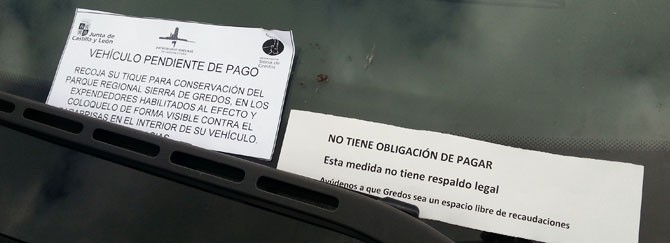 Junta de
Castilla y León
Sierra
de Gredos
VEHÍCULO PENDIENTE DE PAGO
RECOJA SU TIQUE PARA CONSERVACIÓN DEL
PARQUE REGIONAL SIERRA DE GREDOS, EN LOS
EXPENDEDORES HABILITADOS AL EFECTO Y
COLOQUELO DE FORMA VISIBLE CONTRA EL
PARABRISAS EN EL INTERIOR DE SU VEHÍCULO.
NO TIENE OBLIGACIÓN DE PAGAR
Esta medida no tiene respaldo legal
Ayúdenos a que Gredos sea un espacio libre de recaudaciones